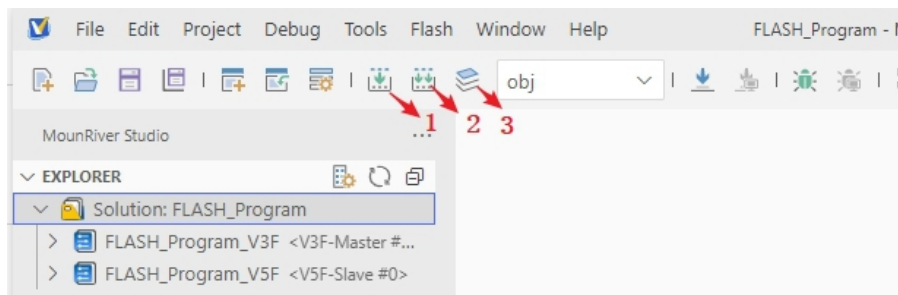 File Edit Project Debug Tools Flash Window Help FLASH_Program -
obj
1 2 3
MounRiver Studio ...
EXPLORER
Solution: FLASH_Program
FLASH_Program_V3F <V3F-Master #...
FLASH_Program_V5F <V5F-Slave #0>